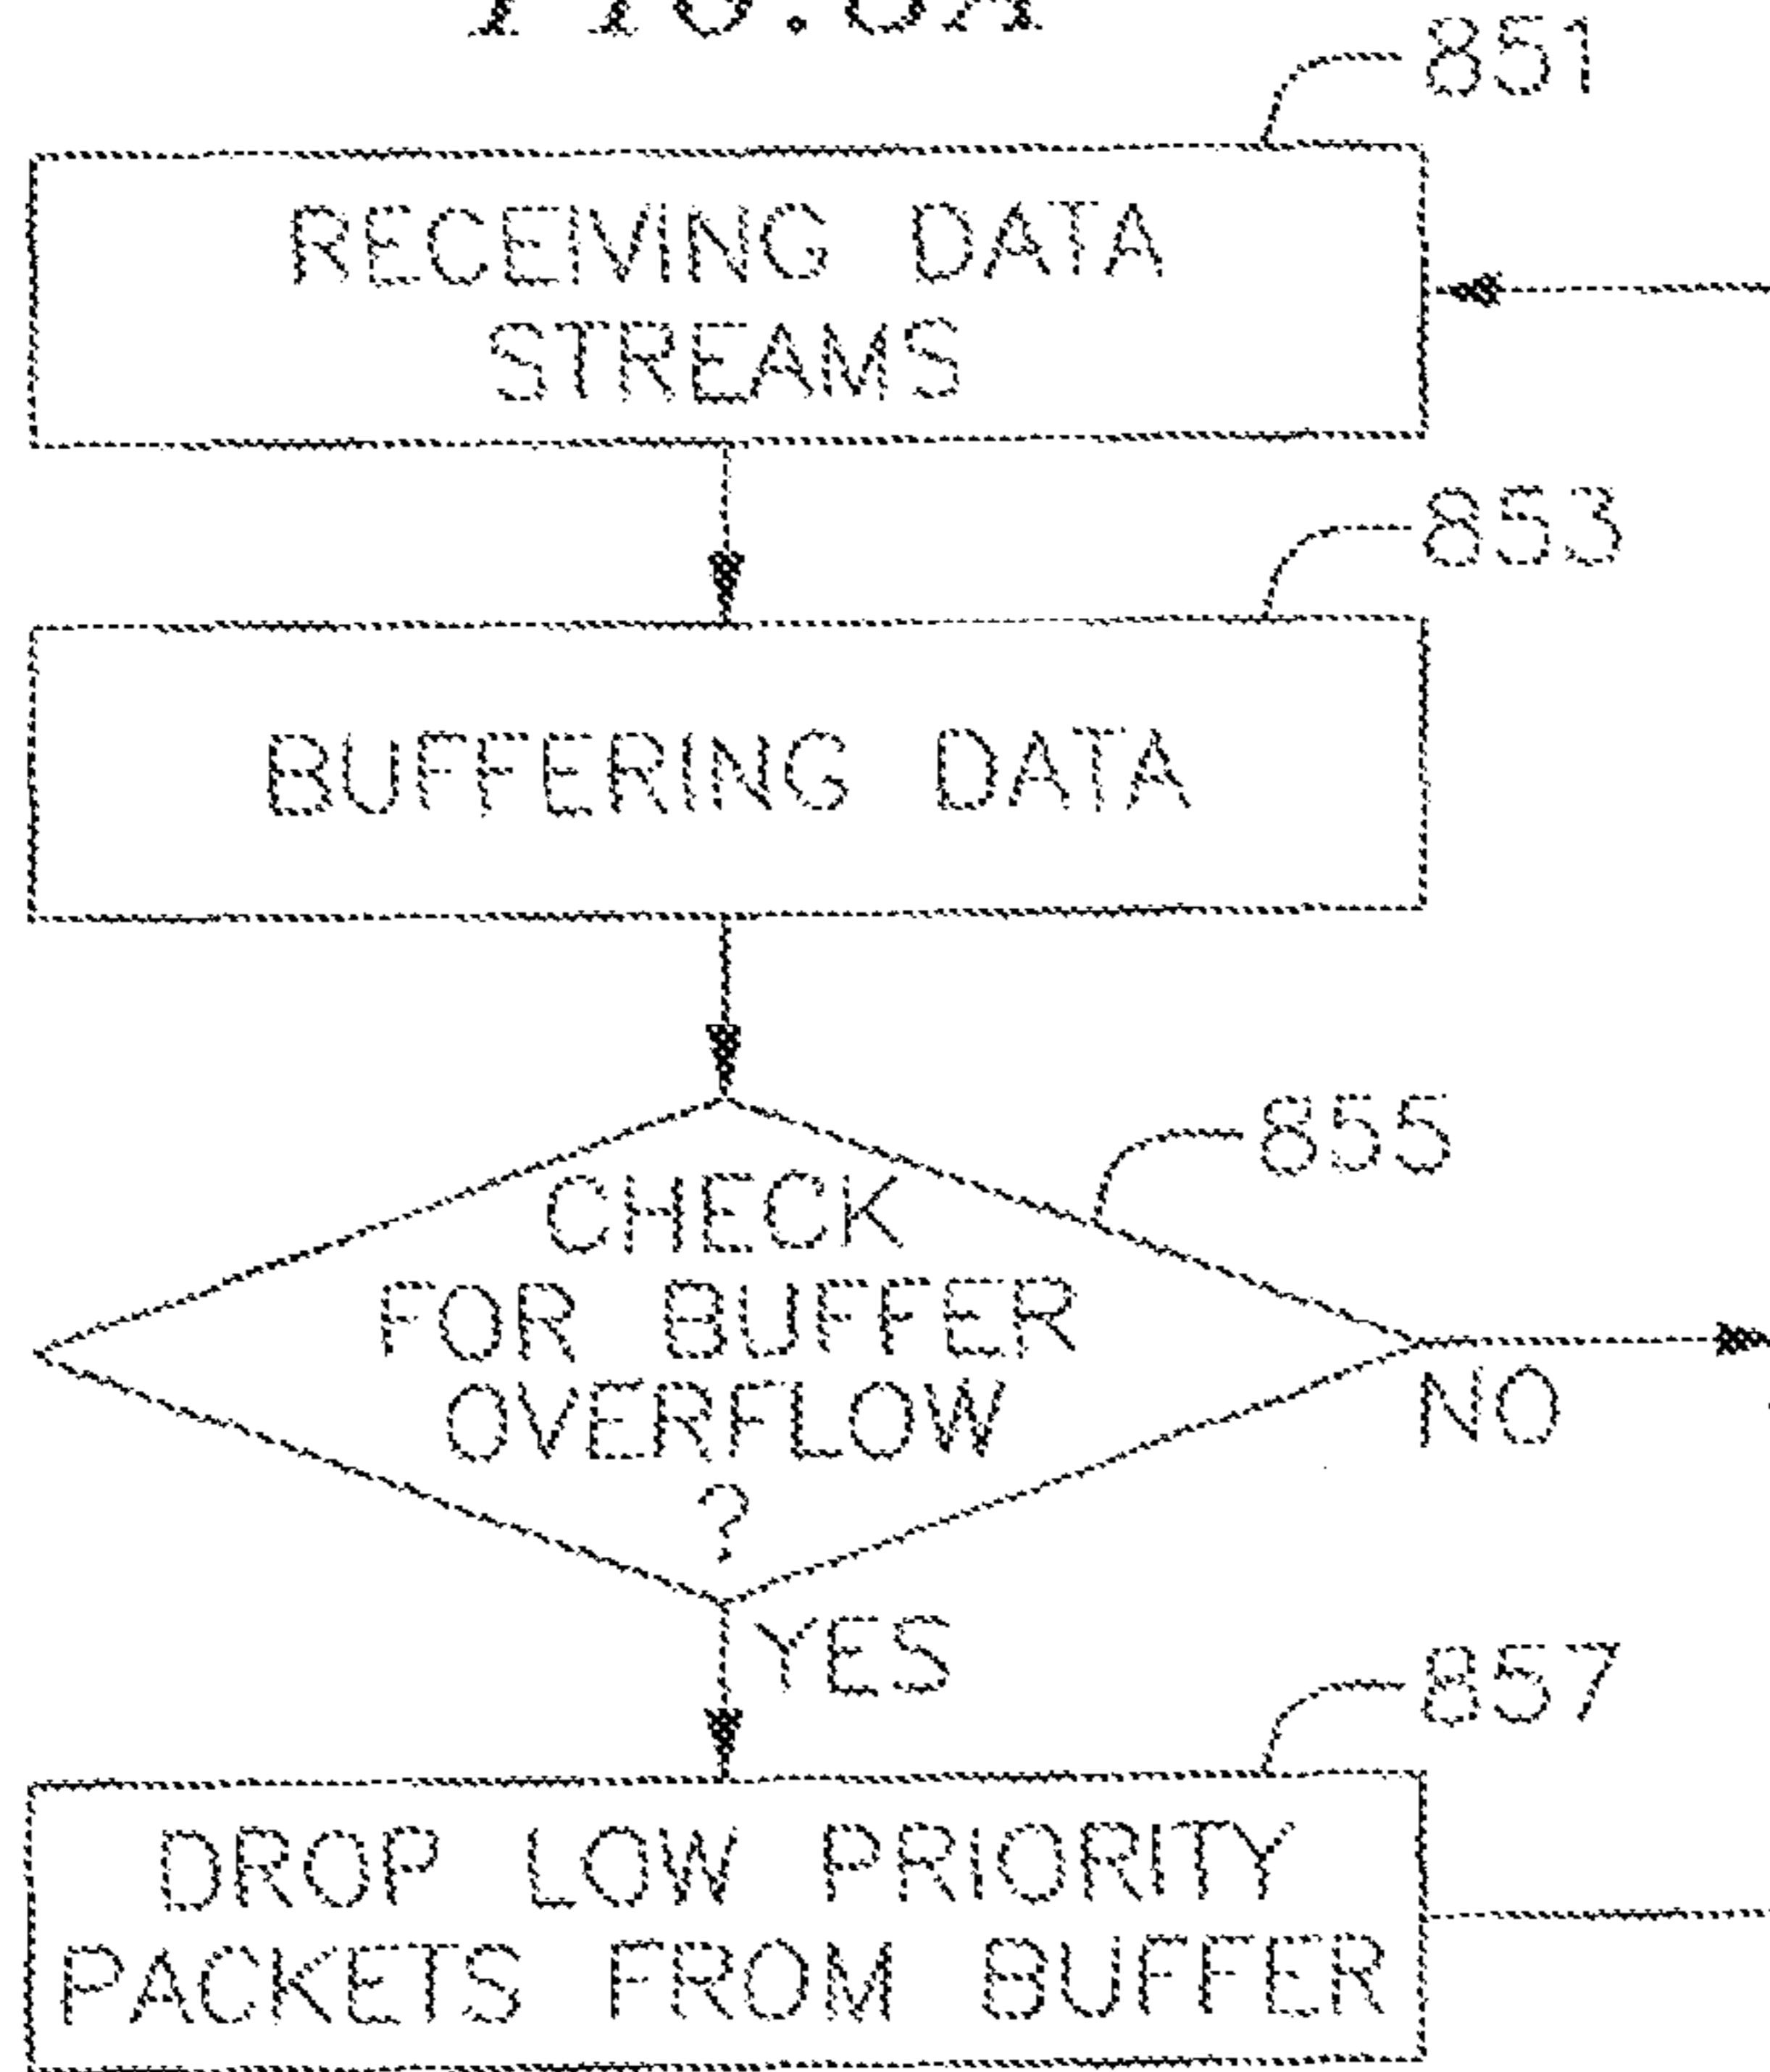 851
RECEIVING DATA
STREAMS
853
BUFFERING DATA
855
CHECK
FOR BUFFER
OVERFLOW
?
NO
YES
857
DROP LOW PRIORITY
PACKETS FROM BUFFER